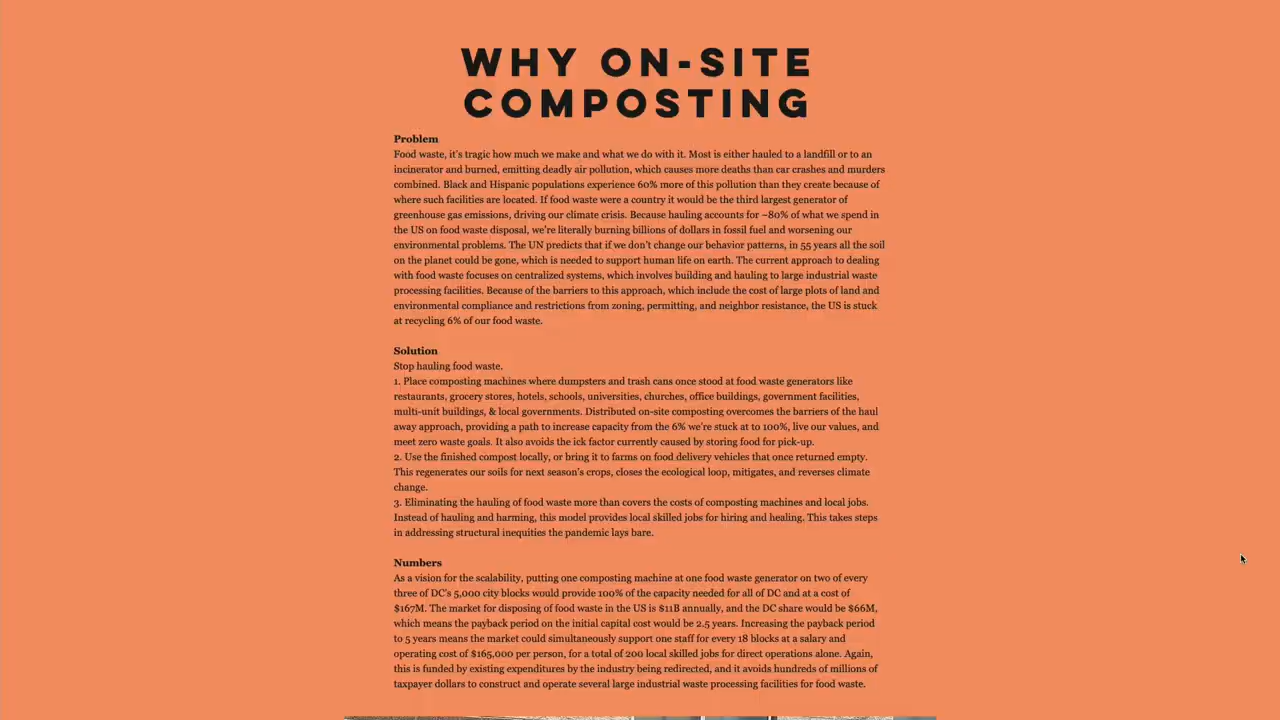 WHY ON-SITE
COMPOSTING
Problem
Food waste, it's tragic how much we make and what we do with it. Most is either hauled to a landfill or to an
incinerator and burned, emitting deadly air pollution, which causes more deaths than car crashes and murders
combined. Black and Hispanic populations experience 60% more of this pollution than they create because of
where such facilities are located. If food waste were a country it would be the third largest generator of
greenhouse gas emissions, driving our climate crisis. Because hauling accounts for ~80% of what we spend in
the US on food waste disposal, we're literally burning billions of dollars in fossil fuel and worsening our
environmental problems. The UN predicts that if we don't change our behavior patterns, in 55 years all the soil
on the planet could be gone, which is needed to support human life on earth. The current approach to dealing
with food waste focuses on centralized systems, which involves building and hauling to large industrial waste
processing facilities. Because of the barriers to this approach, which include the cost of large plots of land and
environmental compliance and restrictions from zoning, permitting, and neighbor resistance, the US is stuck
at recycling 6% of our food waste.
Solution
Stop hauling food waste.
1. Place composting machines where dumpsters and trash cans once stood at food waste generators like
restaurants, grocery stores, hotels, schools, universities, churches, office buildings, government facilities,
multi-unit buildings, & local governments. Distributed on-site composting overcomes the barriers of the haul
away approach, providing a path to increase capacity from the 6% we're stuck at to 100%, live our values, and
meet zero waste goals. It also avoids the ick factor currently caused by storing food for pick-up.
2. Use the finished compost locally, or bring it to farms on food delivery vehicles that once returned empty.
This regenerates our soils for next season's crops, closes the ecological loop, mitigates, and reverses climate
change.
3. Eliminating the hauling of food waste more than covers the costs of composting machines and local jobs.
Instead of hauling and harming, this model provides local skilled jobs for hiring and healing. This takes steps
in addressing structural inequities the pandemic lays bare.
Numbers
As a vision for the scalability, putting one composting machine at one food waste generator on two of every
three of DC's 5,000 city blocks would provide 100% of the capacity needed for all of DC and at a cost of
$167M. The market for disposing of food waste in the US is $11B annually, and the DC share would be $66M,
which means the payback period on the initial capital cost would be 2.5 years. Increasing the payback period
to 5 years means the market could simultaneously support one staff for every 18 blocks at a salary and
operating cost of $165,000 per person, for a total of 200 local skilled jobs for direct operations alone. Again,
this is funded by existing expenditures by the industry being redirected, and it avoids hundreds of millions of
taxpayer dollars to construct and operate several large industrial waste processing facilities for food waste.